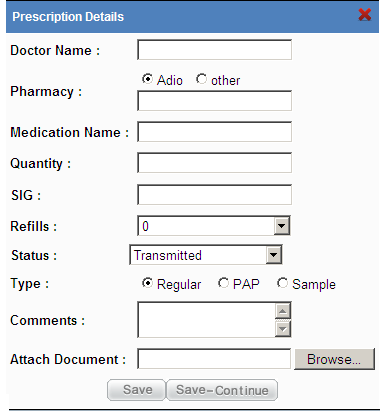 Prescription Details
Doctor Name :
Adio other
Pharmacy :
Medication Name :
Quantity :
SIG :
Refills : 0
Status : Transmitted
Type : Regular PAP Sample
Comments :
Attach Document : Browse...
Save Save-Continue